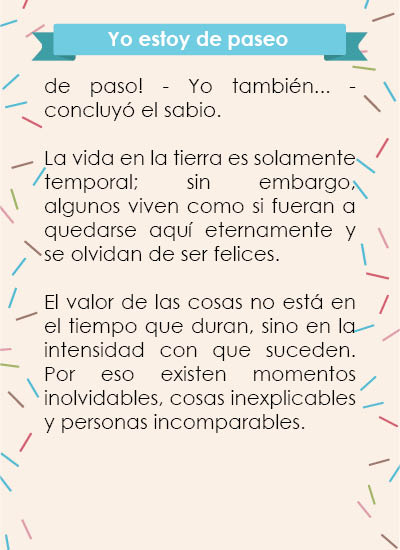 Yo estoy de paseo
de paso! - Yo también... -
concluyó el sabio.
La vida en la tierra es solamente
temporal; sin embargo,
algunos viven como si fueran a
quedarse aquí eternamente y
se olvidan de ser felices.
El valor de las cosas no está en
el tiempo que duran, sino en la
intensidad con que suceden.
Por eso existen momentos
inolvidables, cosas inexplicables
y personas incomparables.